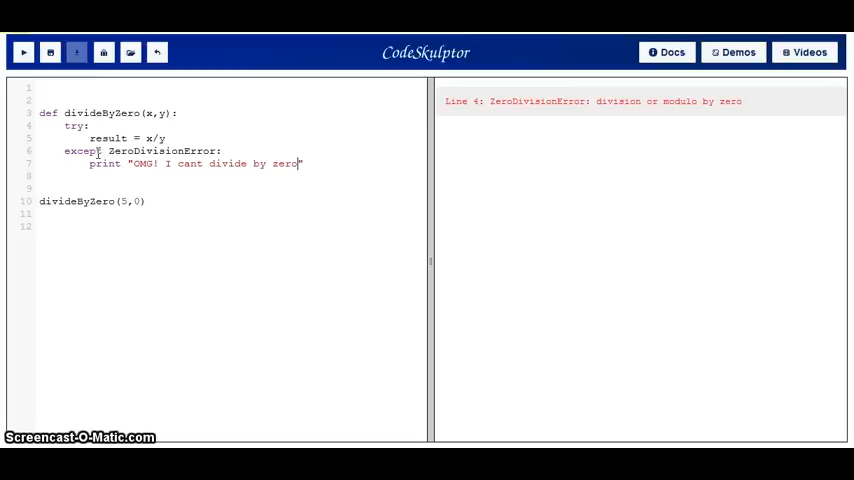 CodeSkulptor
Docs
Demos
Videos
1
2
3 def divideByZero(x,y):
4 try:
5 result = x/y
6 except ZeroDivisionError:
7 print "OMG! I cant divide by zero"
8
9
10 divideByZero(5,0)
11
12
Line 4: ZeroDivisionError: division or modulo by zero
Screencast-O-Matic.com